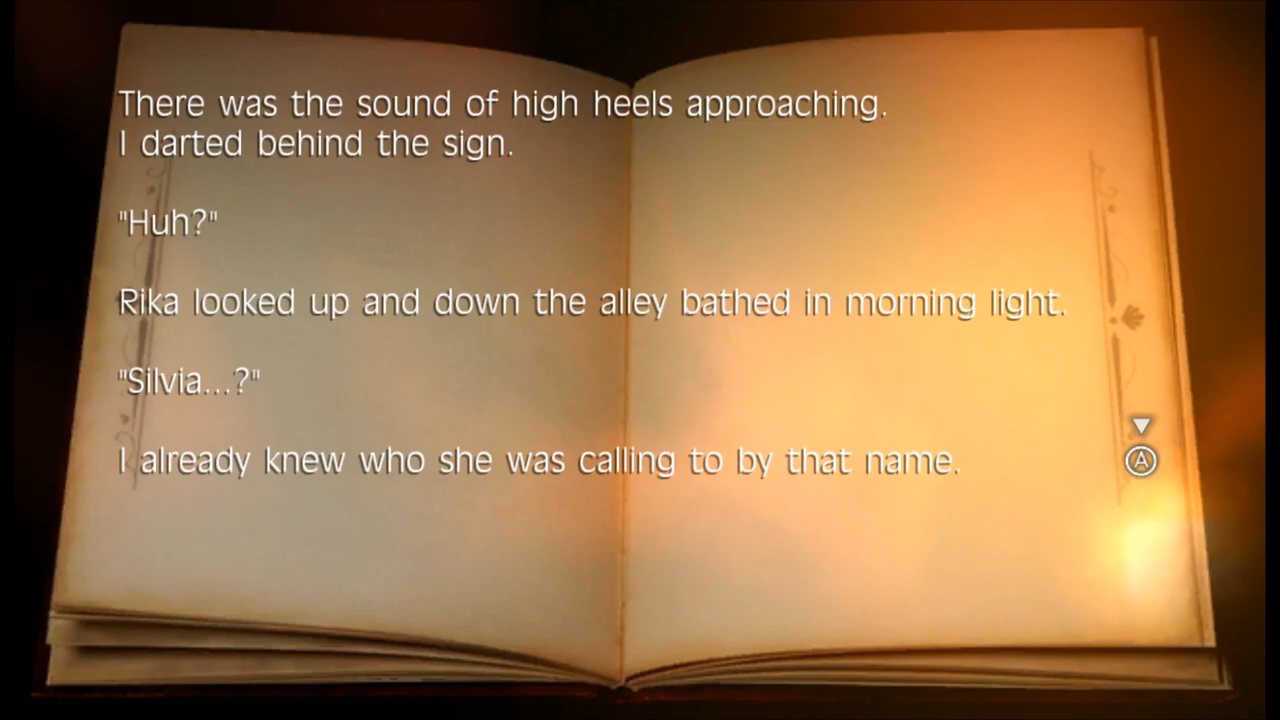 There was the sound of high heels approaching.
I darted behind the sign.
"Huh?"
Rika looked up and down the alley bathed in morning light.
"Silvia...?"
I already knew who she was calling to by that name.
A